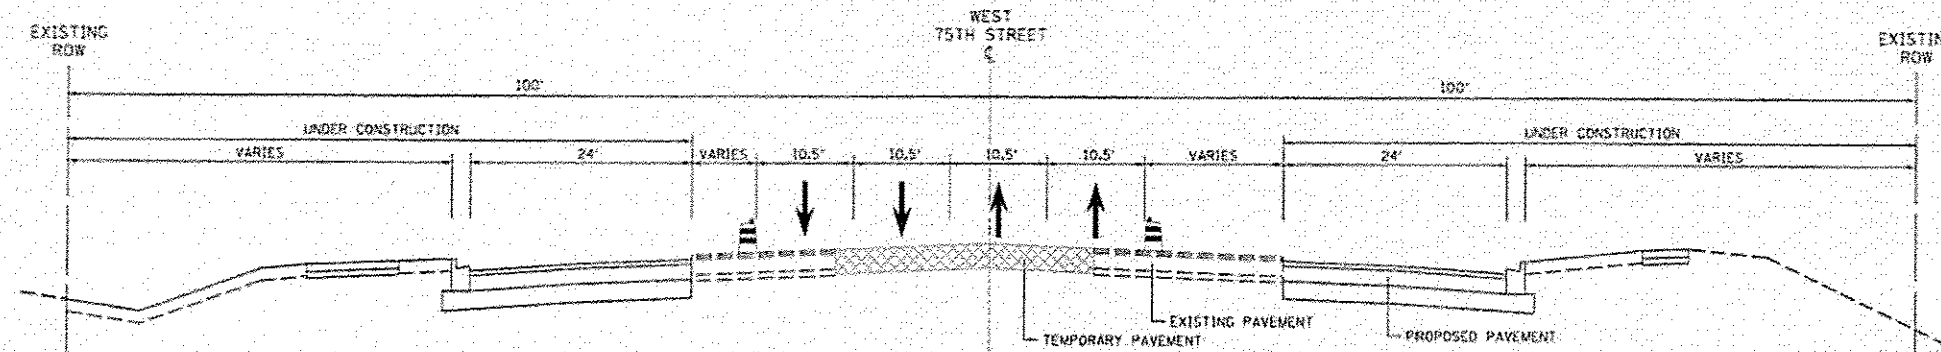 EXISTING
ROW
WEST
75TH STREET
℄
EXISTIN
ROW
100'
100'
UNDER CONSTRUCTION
UNDER CONSTRUCTION
VARIES
24'
VARIES
10.5'
10.5'
10.5'
10.5'
VARIES
24'
VARIES
EXISTING PAVEMENT
TEMPORARY PAVEMENT
PROPOSED PAVEMENT